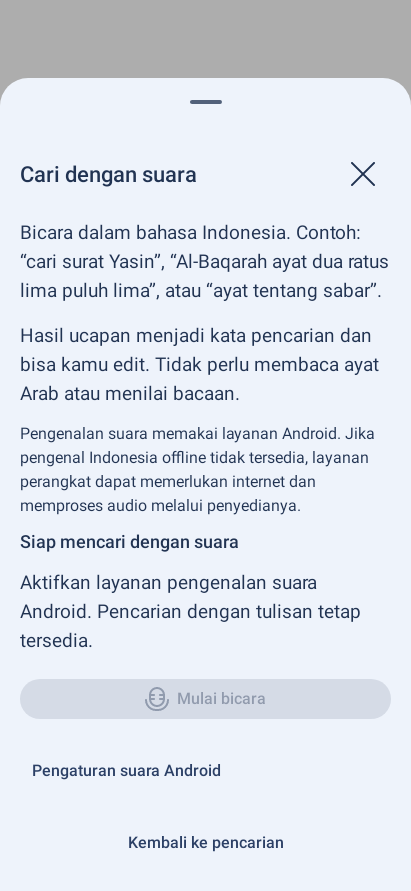 Cari dengan suara
Bicara dalam bahasa Indonesia. Contoh:
“cari surat Yasin”, “Al-Baqarah ayat dua ratus
lima puluh lima”, atau “ayat tentang sabar”.
Hasil ucapan menjadi kata pencarian dan
bisa kamu edit. Tidak perlu membaca ayat
Arab atau menilai bacaan.
Pengenalan suara memakai layanan Android. Jika
pengenal Indonesia offline tidak tersedia, layanan
perangkat dapat memerlukan internet dan
memproses audio melalui penyedianya.
Siap mencari dengan suara
Aktifkan layanan pengenalan suara
Android. Pencarian dengan tulisan tetap
tersedia.
Mulai bicara
Pengaturan suara Android
Kembali ke pencarian